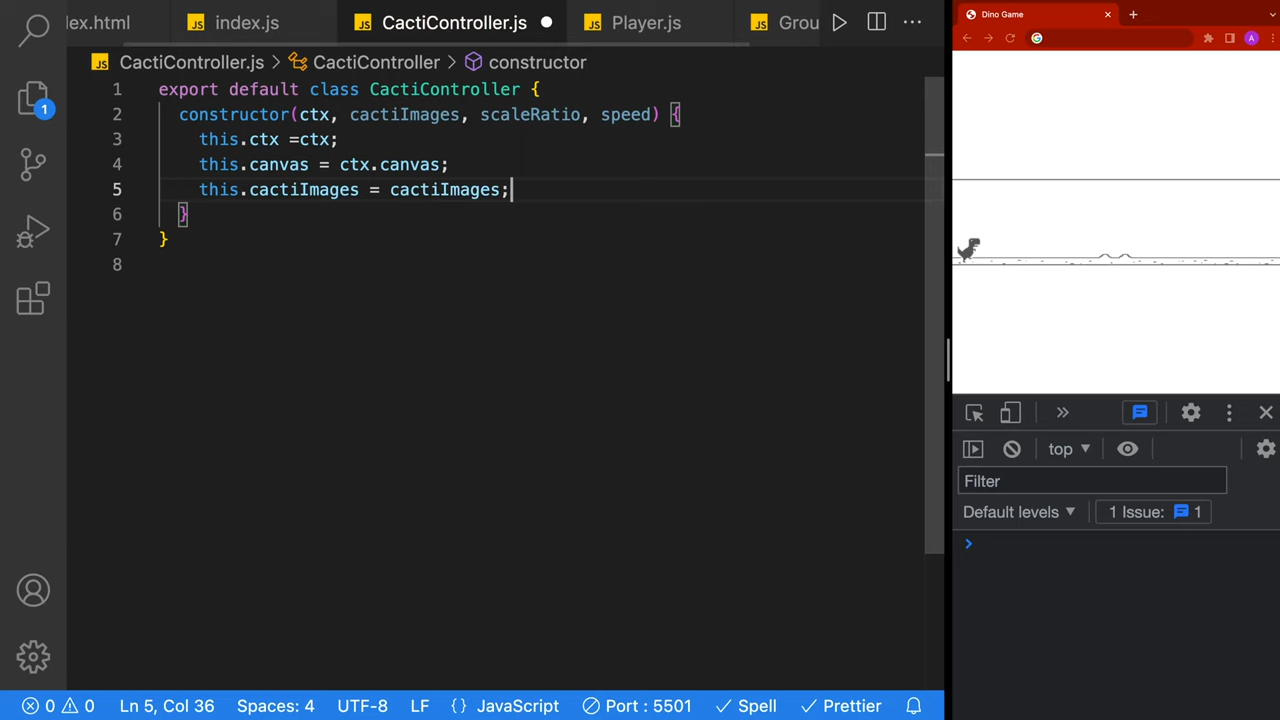 ex.html
index.js
CactiController.js
Player.js
Grou
Dino Game
CactiController.js > CactiController > constructor
1 export default class CactiController {
2 constructor(ctx, cactiImages, scaleRatio, speed) {
3 this.ctx =ctx;
4 this.canvas = ctx.canvas;
5 this.cactiImages = cactiImages;
6 }
7 }
8
1
A
top
Filter
Default levels
1 Issue: 1
0 0 Ln 5, Col 36 Spaces: 4 UTF-8 LF {} JavaScript Port : 5501 Spell Prettier